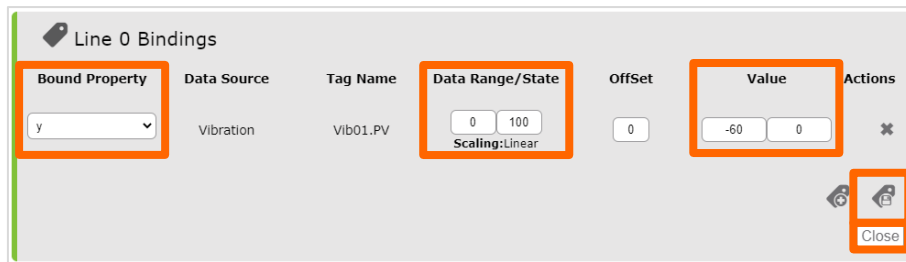 Line 0 Bindings
Bound Property Data Source Tag Name Data Range/State OffSet Value Actions
y Vibration Vib01.PV 0 100 0 -60 0
Scaling:Linear
Close